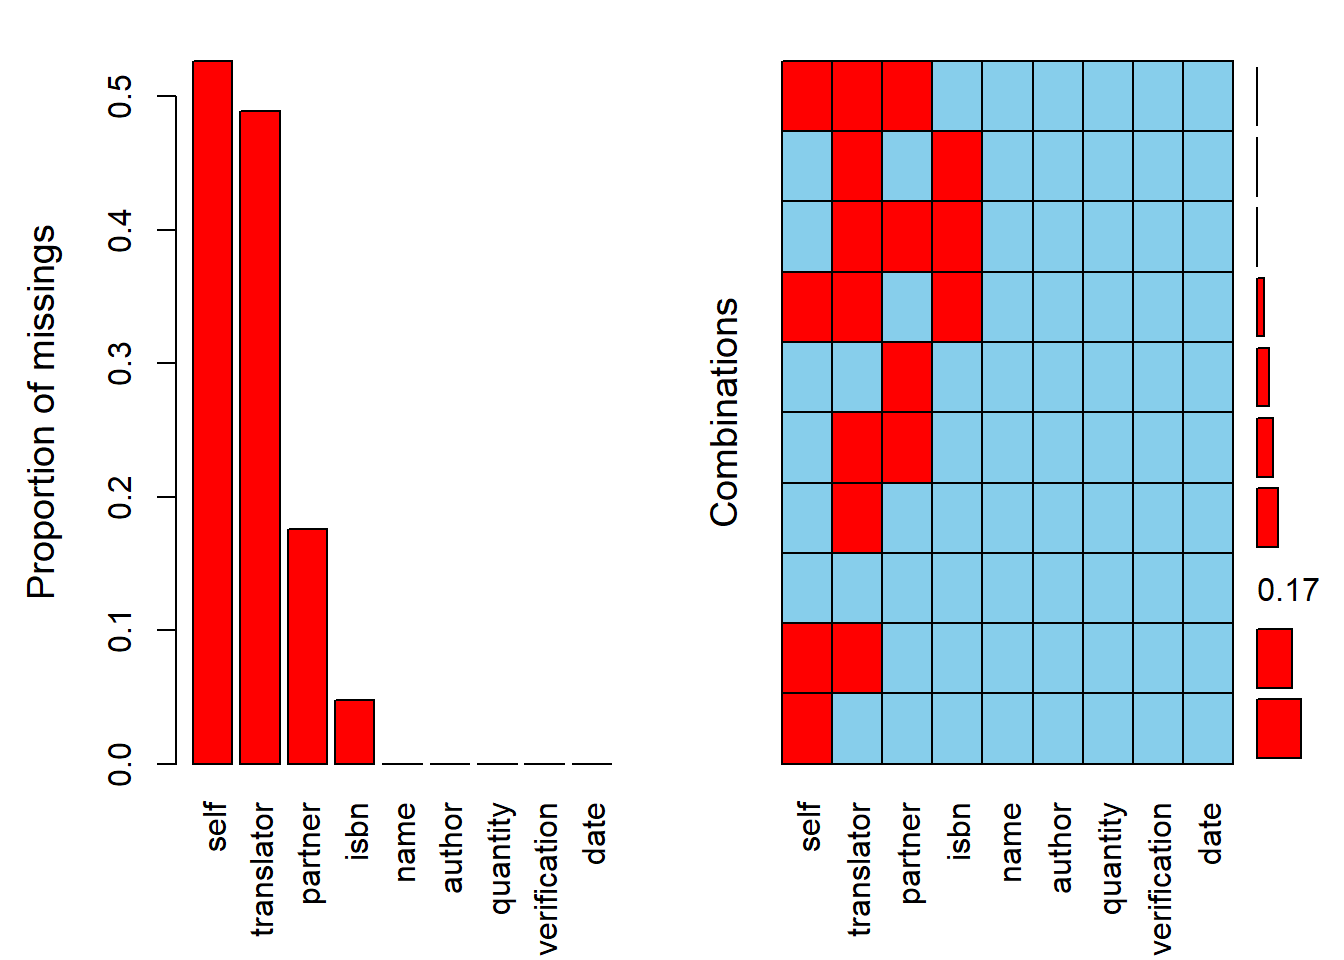 Proportion of missings
0.5
0.4
0.3
0.2
0.1
0.0
self
translator
partner
isbn
name
author
quantity
verification
date
Combinations
0.17
self
translator
partner
isbn
name
author
quantity
verification
date